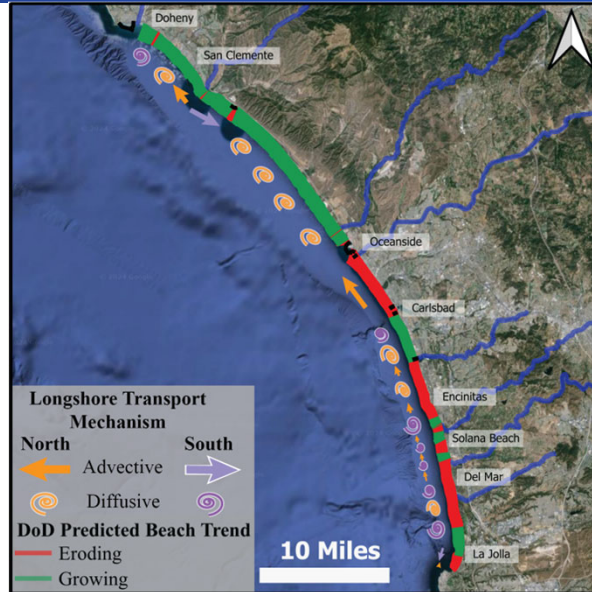 Doheny
San Clemente
Oceanside
Carlsbad
Encinitas
Solana Beach
Del Mar
La Jolla
Longshore Transport
Mechanism
North South
Advective
Diffusive
DoD Predicted Beach Trend
Eroding
Growing
10 Miles